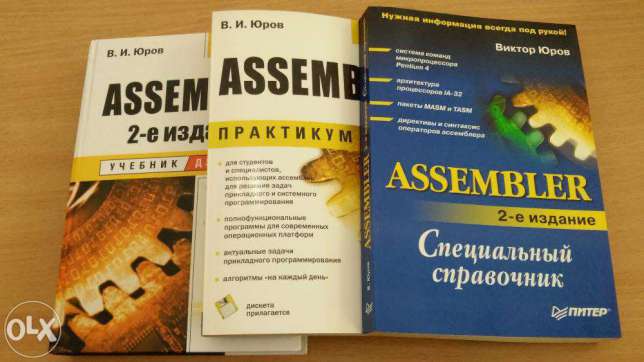 В. И. Юров
ASSEMB
2-е изда
УЧЕБНИК
В. И. Юров
ASSEMB
ПРАКТИКУМ
для студентов
и специалистов,
использующих ассемб
для решения задач
прикладного и системного
программирования
полнофункциональные
программы для современных
операционных платформ
актуальные задачи
прикладного программирования
алгоритмы «на каждый день»
дискета
прилагается
В. Юров
ASSEMBLER
Нужная информация всегда под рукой!
Виктор Юров
система команд
микропроцессора
Pentium 4
архитектура
процессоров IA-32
пакеты MASM и TASM
директивы и синтаксис
операторов ассемблера
ASSEMBLER
2-е издание
Специальный
справочник
ПИТЕР
OLX